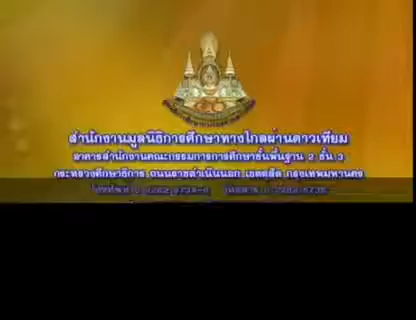 สำนักงานมูลนิธิการศึกษาทางไกลผ่านดาวเทียม
อาคารสำนักงานคณะกรรมการการศึกษาขั้นพื้นฐาน 2 ชั้น 3
กระทรวงศึกษาธิการ ถนนราชดำเนินนอก เขตดุสิต กรุงเทพมหานคร